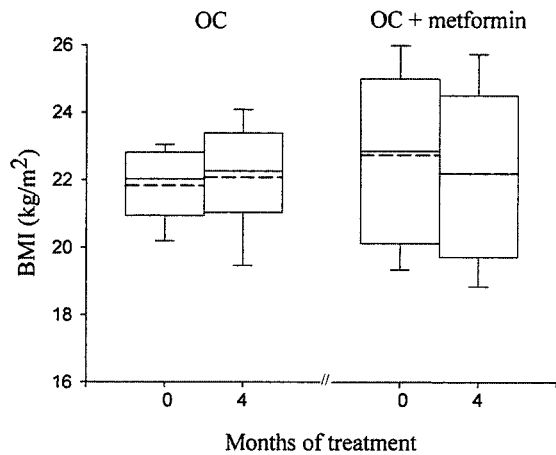 OC
OC + metformin
26
24
22
20
18
16
BMI (kg/m²)
0
4
//
0
4
Months of treatment